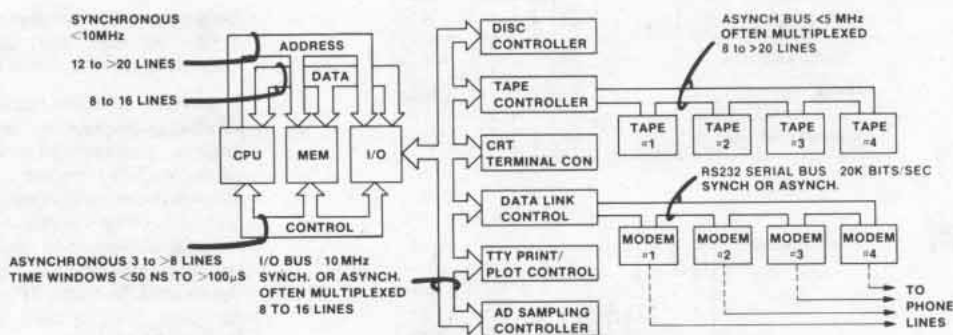 SYNCHRONOUS
<10MHz
12 to >20 LINES
8 to 16 LINES
ADDRESS
DATA
CPU
MEM
I/O
CONTROL
ASYNCHRONOUS 3 to >8 LINES
TIME WINDOWS <50 NS TO >100µS
I/O BUS / 10 MHz
SYNCH. OR ASYNCH.
OFTEN MULTIPLEXED
8 TO 16 LINES
DISC
CONTROLLER
TAPE
CONTROLLER
CRT
TERMINAL CON
DATA LINK
CONTROL
TTY PRINT/
PLOT CONTROL
AD SAMPLING
CONTROLLER
ASYNCH BUS <5 MHz
OFTEN MULTIPLEXED
8 to >20 LINES
TAPE
=1
TAPE
=2
TAPE
=3
TAPE
=4
RS232 SERIAL BUS 20K BITS/SEC
SYNCH OR ASYNCH.
MODEM
=1
MODEM
=2
MODEM
=3
MODEM
=4
TO
PHONE
LINES